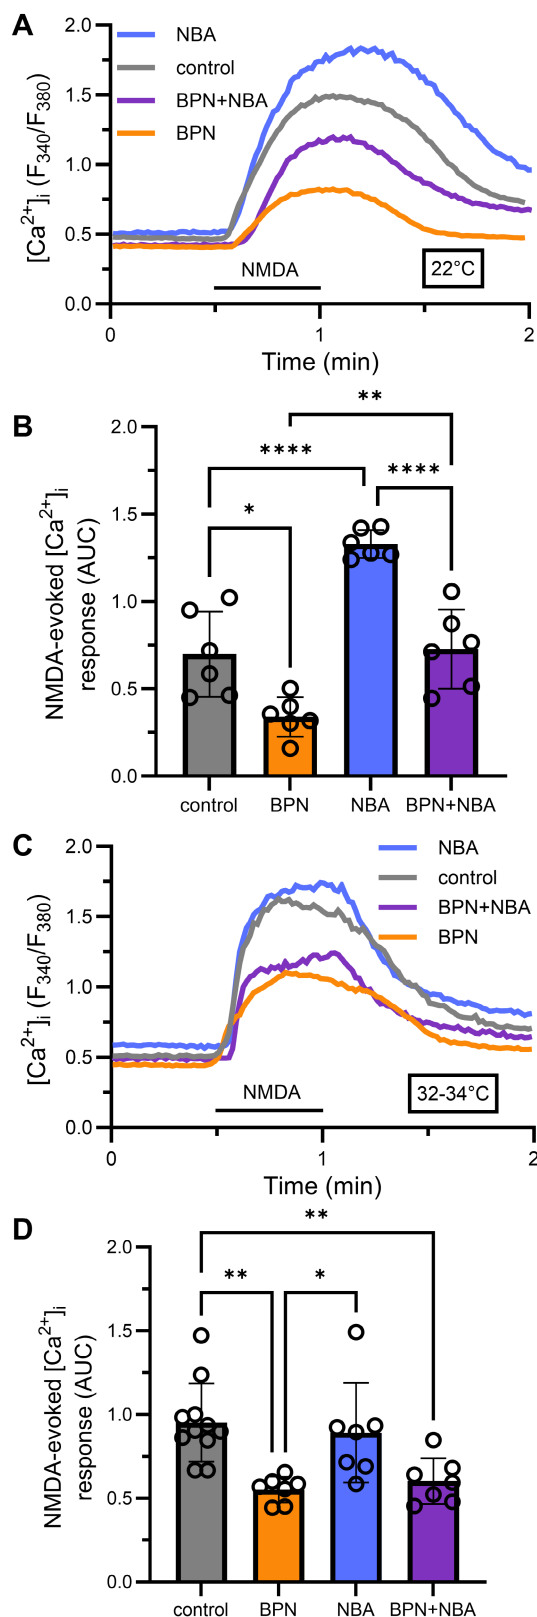 A
NBA
control
BPN+NBA
BPN
[Ca²⁺]ᵢ (F₃₄₀/F₃₈₀)
2.0
1.5
1.0
0.5
0.0
NMDA
22°C
0
1
2
Time (min)
B
**
****
****
*
NMDA-evoked [Ca²⁺]ᵢ
response (AUC)
2.0
1.5
1.0
0.5
0.0
control
BPN
NBA
BPN+NBA
C
NBA
control
BPN+NBA
BPN
[Ca²⁺]ᵢ (F₃₄₀/F₃₈₀)
2.0
1.5
1.0
0.5
0.0
NMDA
32-34°C
0
1
2
Time (min)
D
**
**
*
NMDA-evoked [Ca²⁺]ᵢ
response (AUC)
2.0
1.5
1.0
0.5
0.0
control
BPN
NBA
BPN+NBA